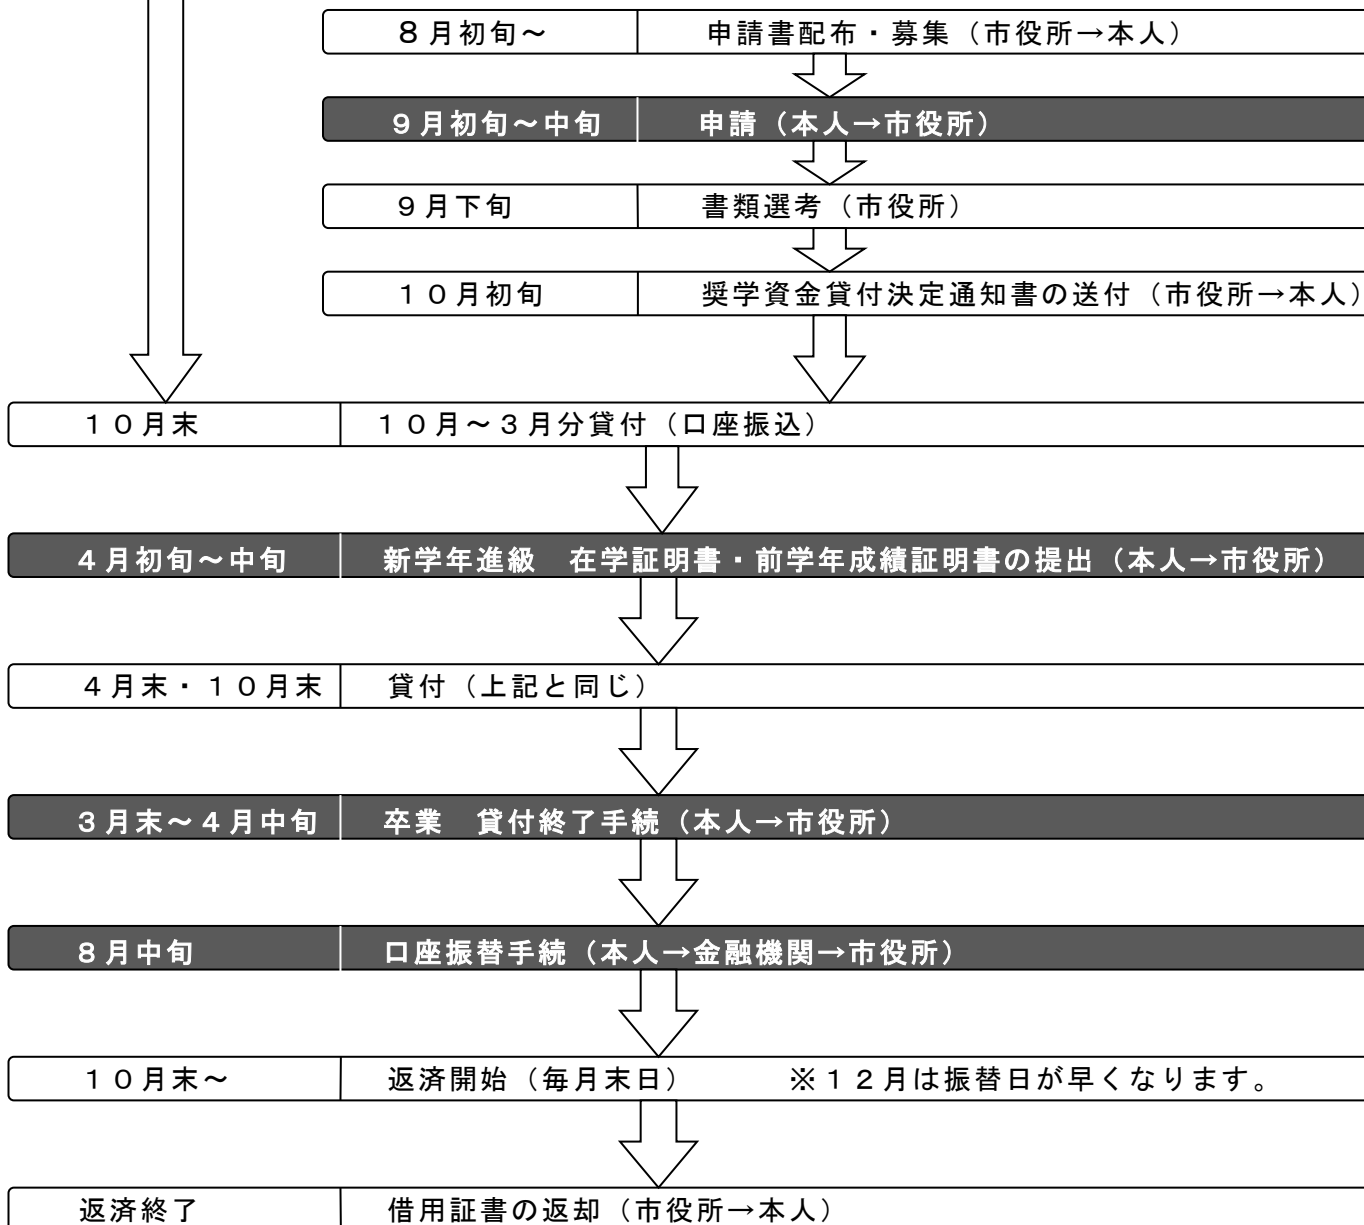 ８月初旬～　申請書配布・募集（市役所→本人）
９月初旬～中旬　申請（本人→市役所）
９月下旬　書類選考（市役所）
１０月初旬　奨学資金貸付決定通知書の送付（市役所→本人）
１０月末　１０月～３月分貸付（口座振込）
４月初旬～中旬　新学年進級　在学証明書・前学年成績証明書の提出（本人→市役所）
４月末・１０月末　貸付（上記と同じ）
３月末～４月中旬　卒業　貸付終了手続（本人→市役所）
８月中旬　口座振替手続（本人→金融機関→市役所）
１０月末～　返済開始（毎月末日）　※１２月は振替日が早くなります。
返済終了　借用証書の返却（市役所→本人）